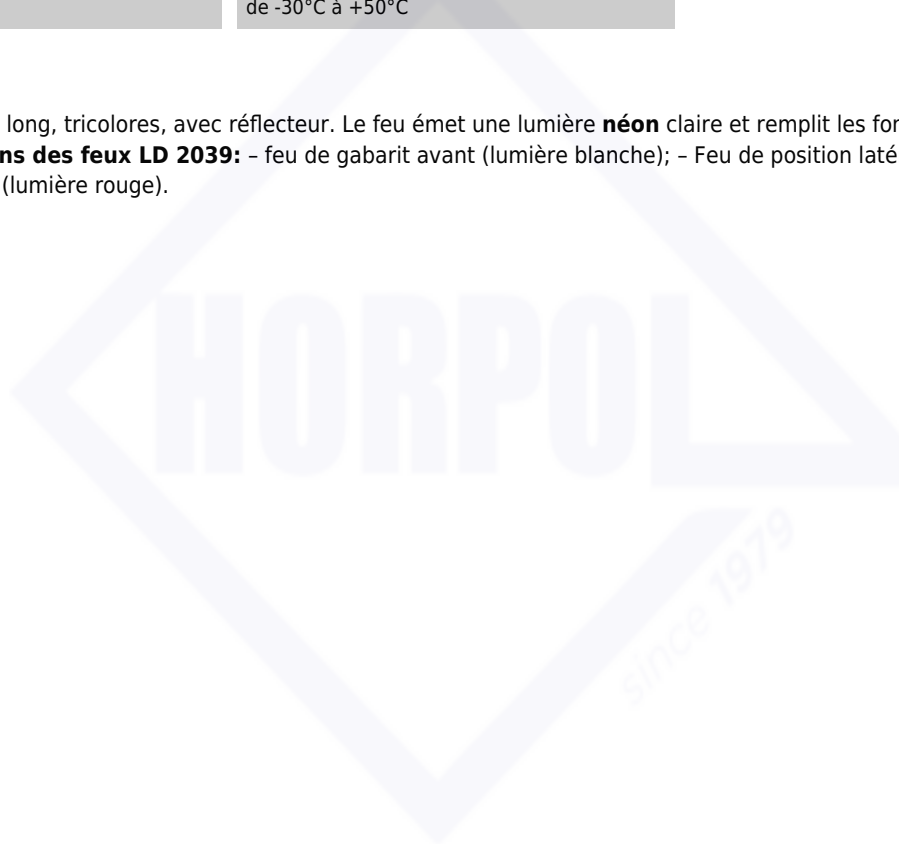 de -30°C à +50°C
long, tricolores, avec réflecteur. Le feu émet une lumière néon claire et remplit les for
ns des feux LD 2039: – feu de gabarit avant (lumière blanche); – Feu de position laté
(lumière rouge).
HORPOL
since 1979